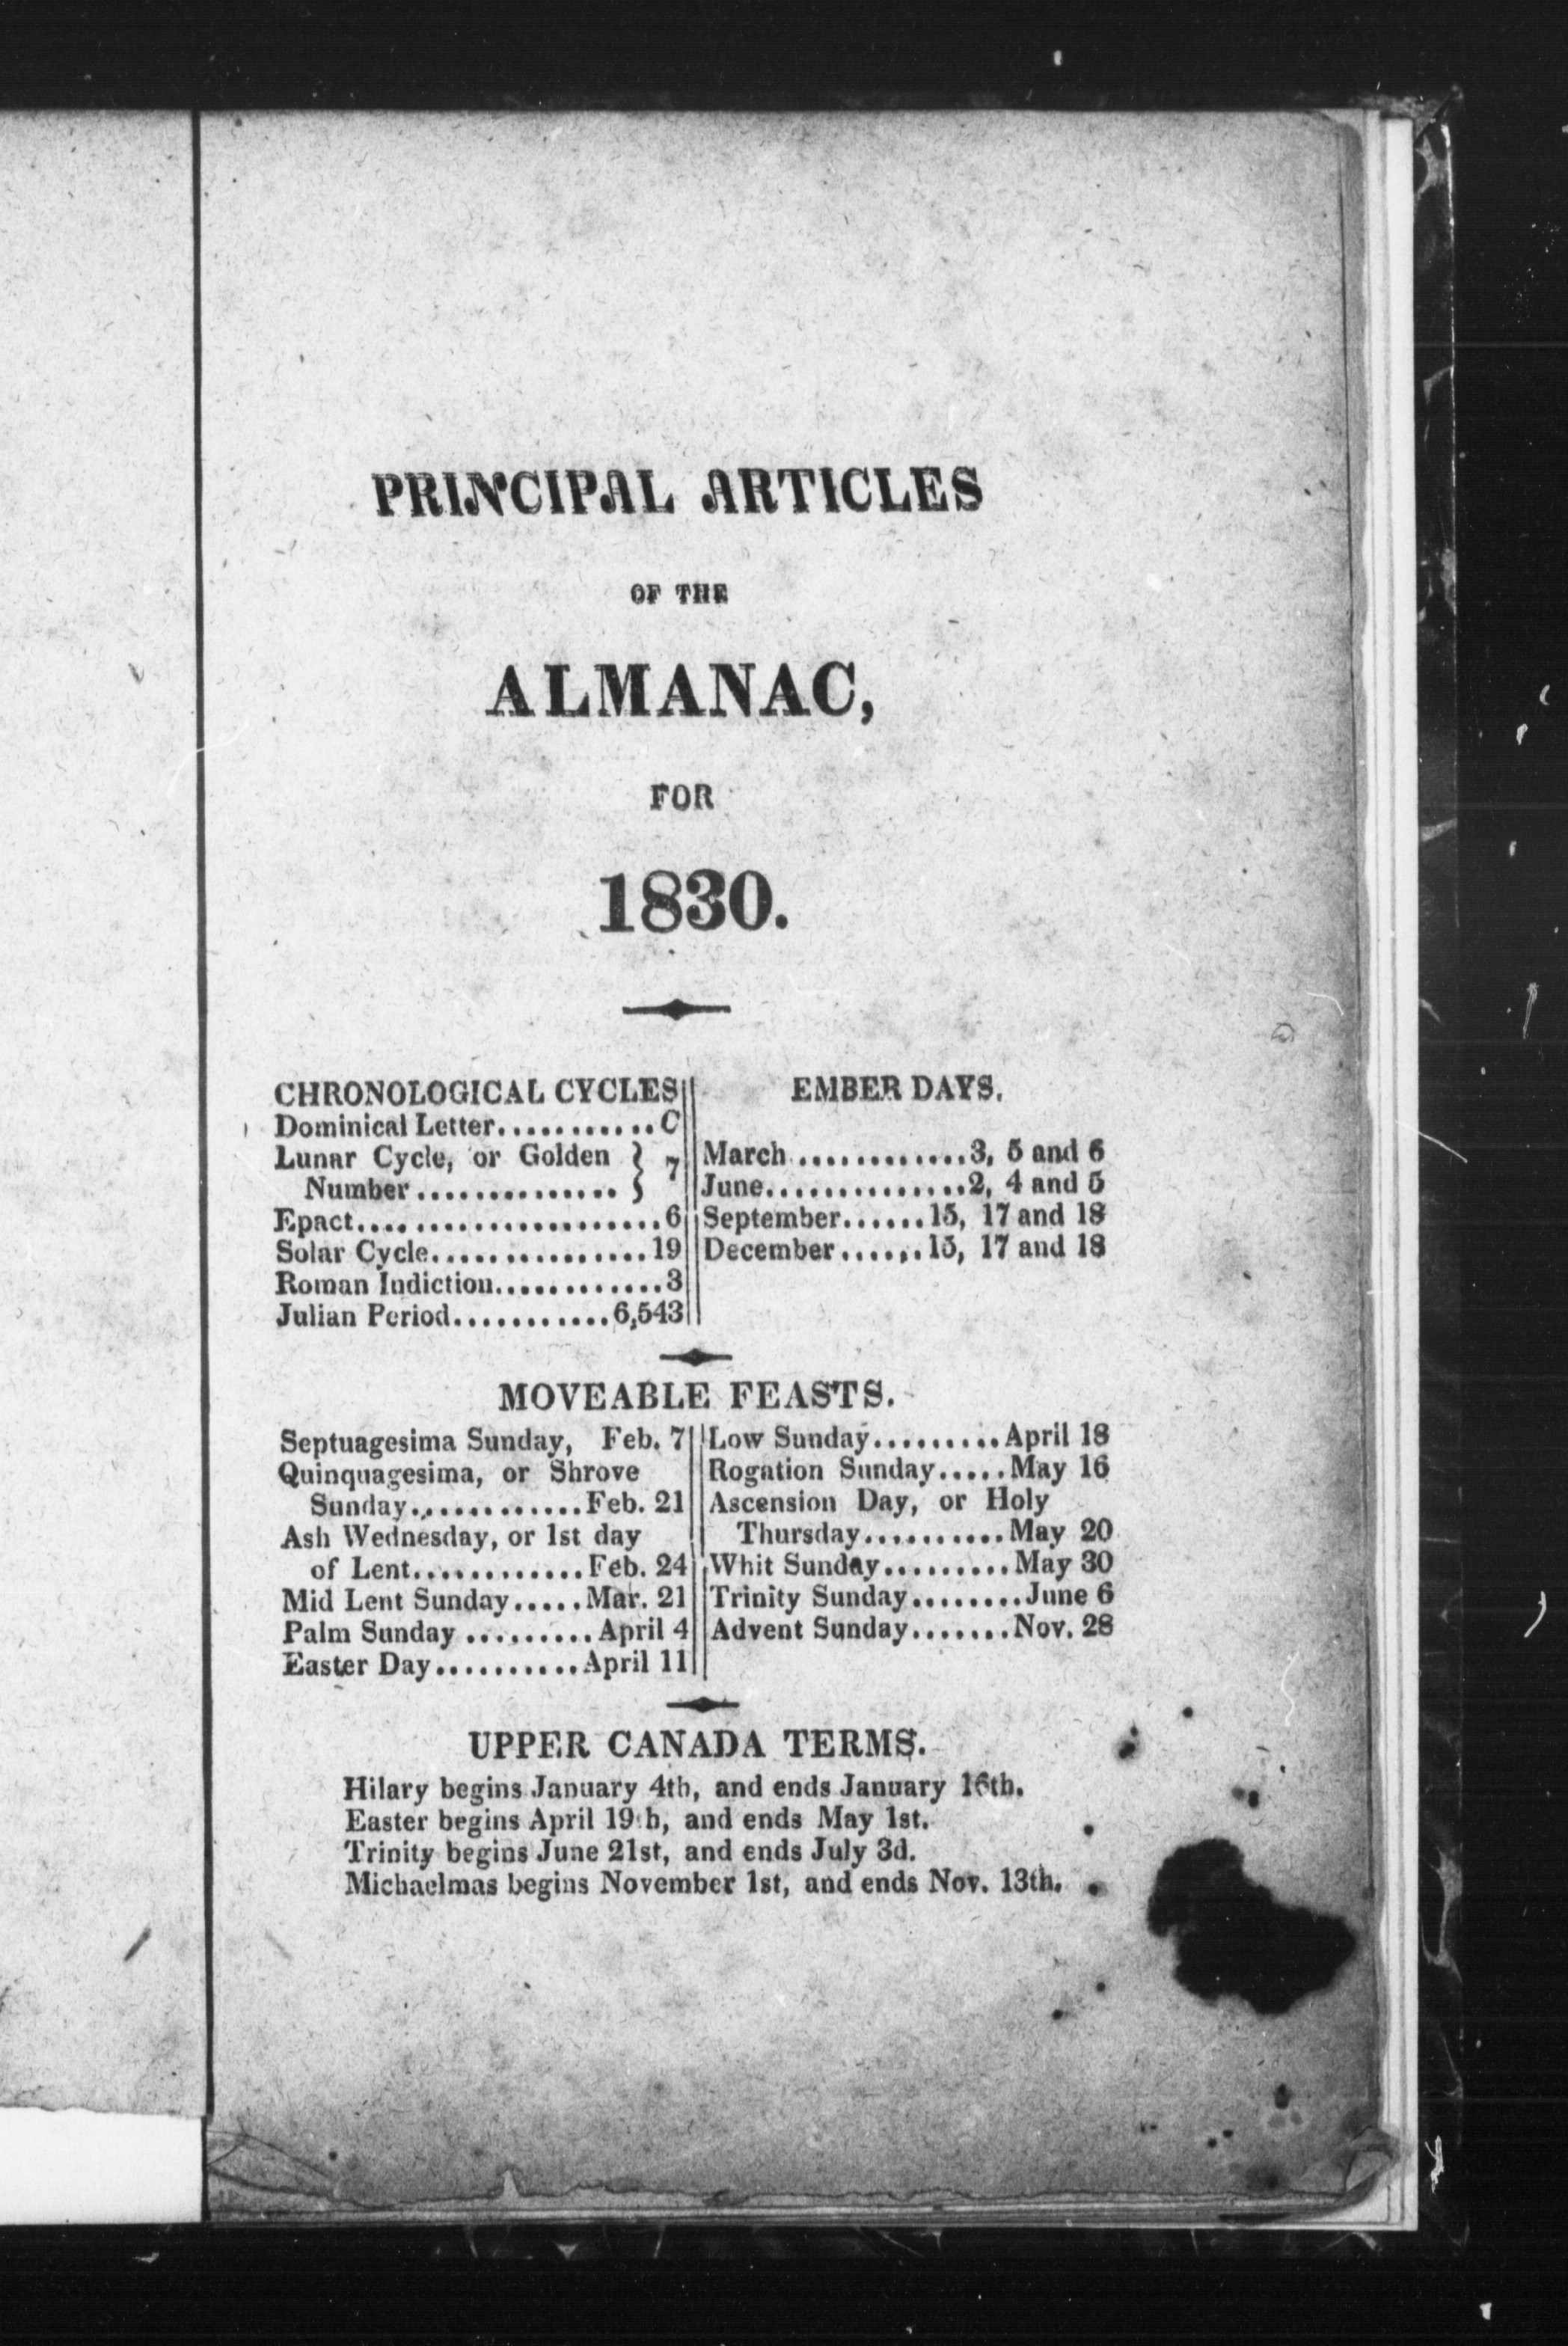 PRINCIPAL ARTICLES
OF THE
ALMANAC,
FOR
1830.
CHRONOLOGICAL CYCLES
Dominical Letter...........C
Lunar Cycle, or Golden
Number.............. } 7
Epact.....................6
Solar Cycle...............19
Roman Indiction............3
Julian Period...........6,543
EMBER DAYS.
March............3, 5 and 6
June..............2, 4 and 5
September......15, 17 and 18
December......15, 17 and 18
MOVEABLE FEASTS.
Septuagesima Sunday, Feb. 7
Quinquagesima, or Shrove
Sunday............Feb. 21
Ash Wednesday, or 1st day
of Lent............Feb. 24
Mid Lent Sunday.....Mar. 21
Palm Sunday.........April 4
Easter Day..........April 11
Low Sunday.........April 18
Rogation Sunday.....May 16
Ascension Day, or Holy
Thursday..........May 20
Whit Sunday.........May 30
Trinity Sunday........June 6
Advent Sunday.......Nov. 28
UPPER CANADA TERMS.
Hilary begins January 4th, and ends January 16th.
Easter begins April 19th, and ends May 1st.
Trinity begins June 21st, and ends July 3d.
Michaelmas begins November 1st, and ends Nov. 13th.